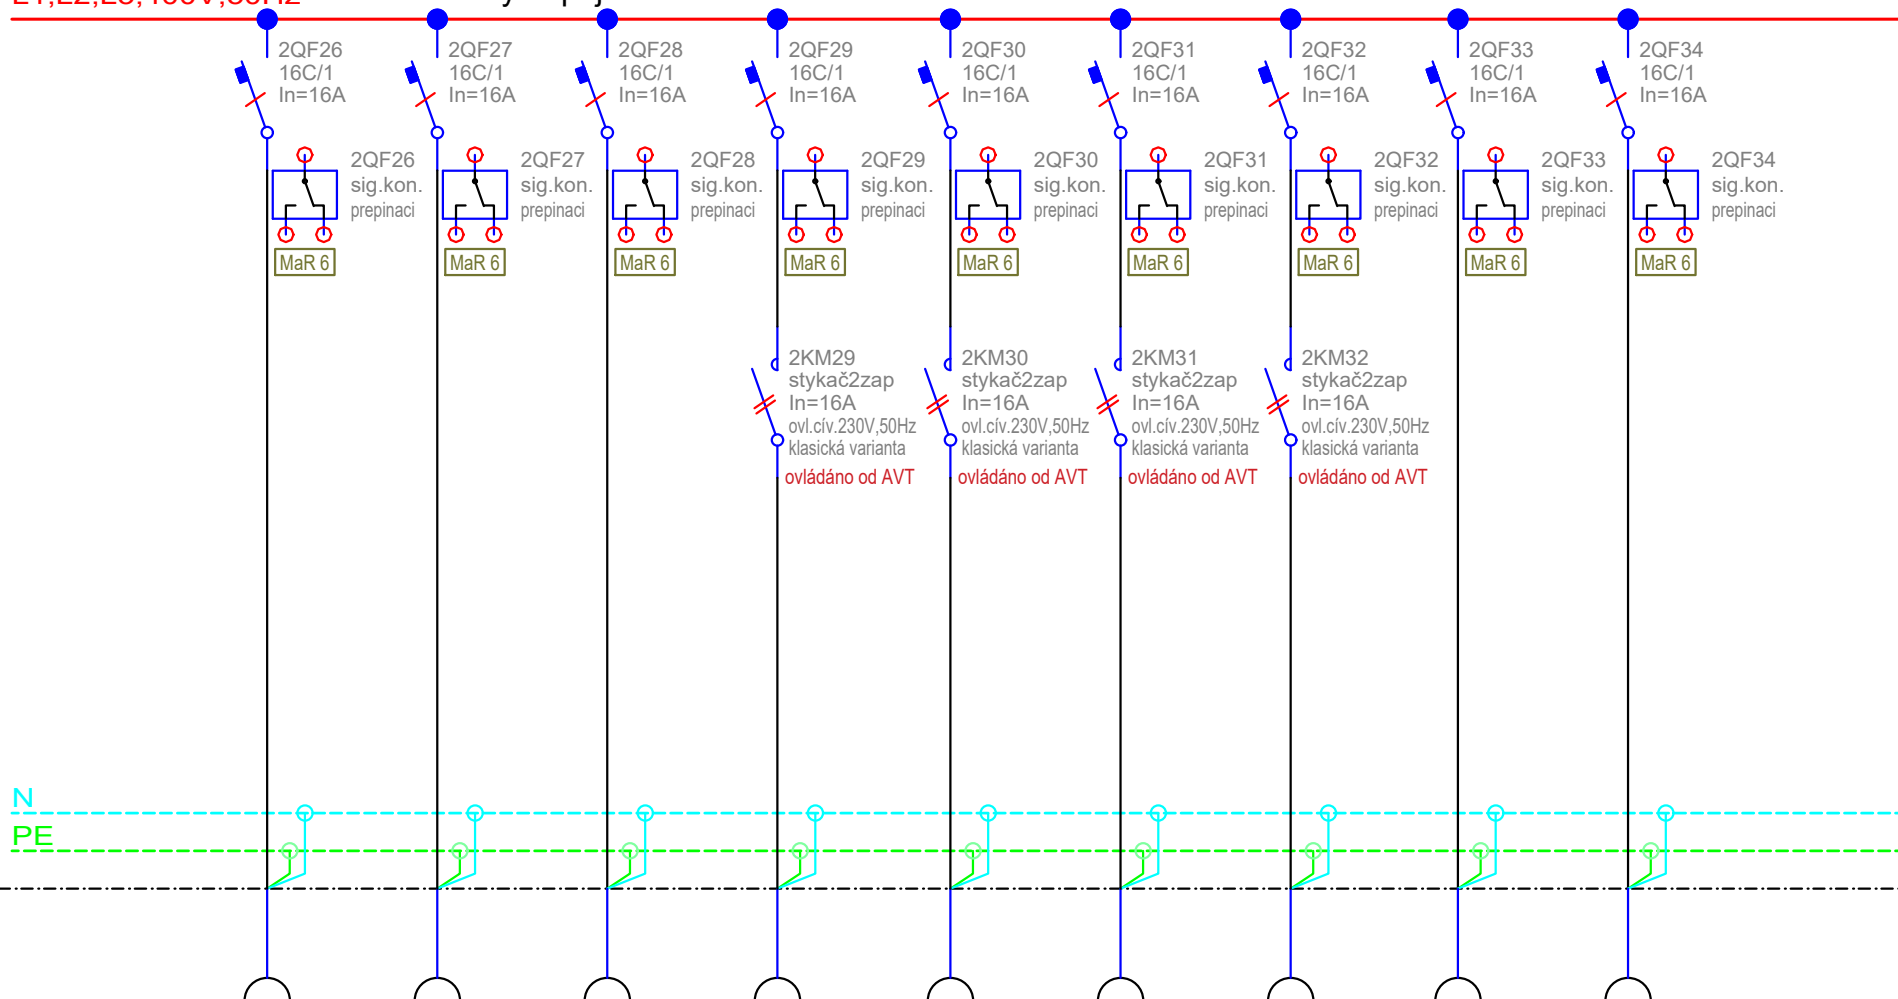 2QF26
16C/1
In=16A
2QF27
16C/1
In=16A
2QF28
16C/1
In=16A
2QF29
16C/1
In=16A
2QF30
16C/1
In=16A
2QF31
16C/1
In=16A
2QF32
16C/1
In=16A
2QF33
16C/1
In=16A
2QF34
16C/1
In=16A
2QF26
sig.kon.
prepinaci
MaR 6
2QF27
sig.kon.
prepinaci
MaR 6
2QF28
sig.kon.
prepinaci
MaR 6
2QF29
sig.kon.
prepinaci
MaR 6
2QF30
sig.kon.
prepinaci
MaR 6
2QF31
sig.kon.
prepinaci
MaR 6
2QF32
sig.kon.
prepinaci
MaR 6
2QF33
sig.kon.
prepinaci
MaR 6
2QF34
sig.kon.
prepinaci
MaR 6
2KM29
stykač2zap
In=16A
ovl.cív.230V,50Hz
klasická varianta
ovládáno od AVT
2KM30
stykač2zap
In=16A
ovl.cív.230V,50Hz
klasická varianta
ovládáno od AVT
2KM31
stykač2zap
In=16A
ovl.cív.230V,50Hz
klasická varianta
ovládáno od AVT
2KM32
stykač2zap
In=16A
ovl.cív.230V,50Hz
klasická varianta
ovládáno od AVT
N
PE